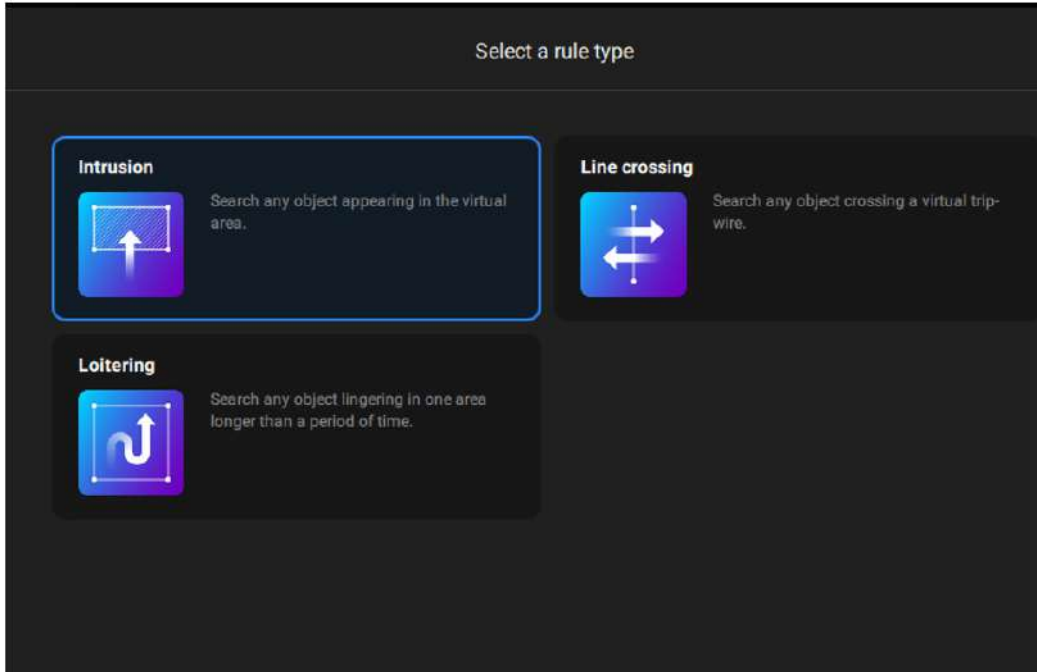 Select a rule type
Intrusion
Search any object appearing in the virtual
area.
Line crossing
Search any object crossing a virtual trip-
wire.
Loitering
Search any object lingering in one area
longer than a period of time.